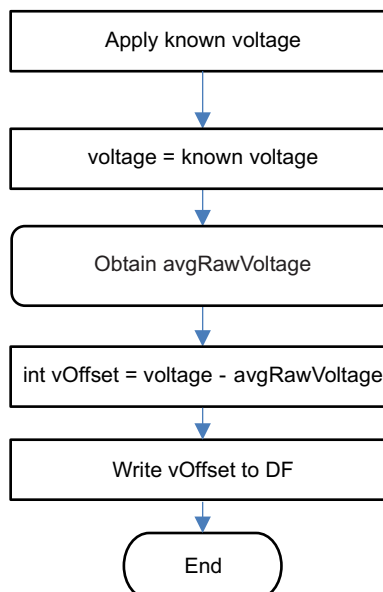 Apply known voltage
voltage = known voltage
Obtain avgRawVoltage
int vOffset = voltage - avgRawVoltage
Write vOffset to DF
End